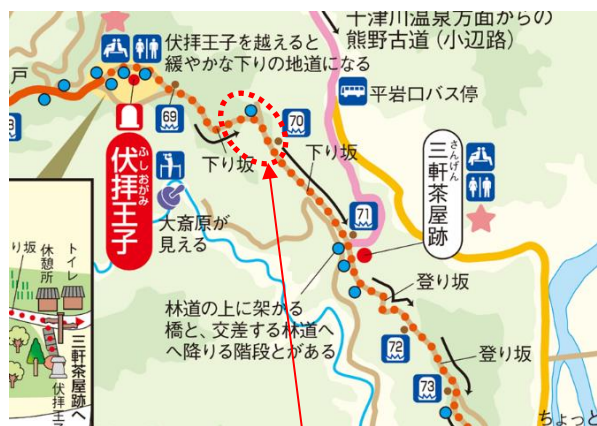 十津川温泉方面からの
熊野古道（小辺路）
伏拝王子を越えると
緩やかな下りの地道になる
戸
平岩口バス停
69
70
さんげん
三軒茶屋跡
ふしおがみ
伏拝王子
下り坂
下り坂
大斎原が
見える
71
り坂
休憩所
トイレ
三軒茶屋跡へ
伏拝王子
林道の上に架かる
橋と、交差する林道へ
へ降りる階段とがある
登り坂
72
登り坂
73
ちょっと